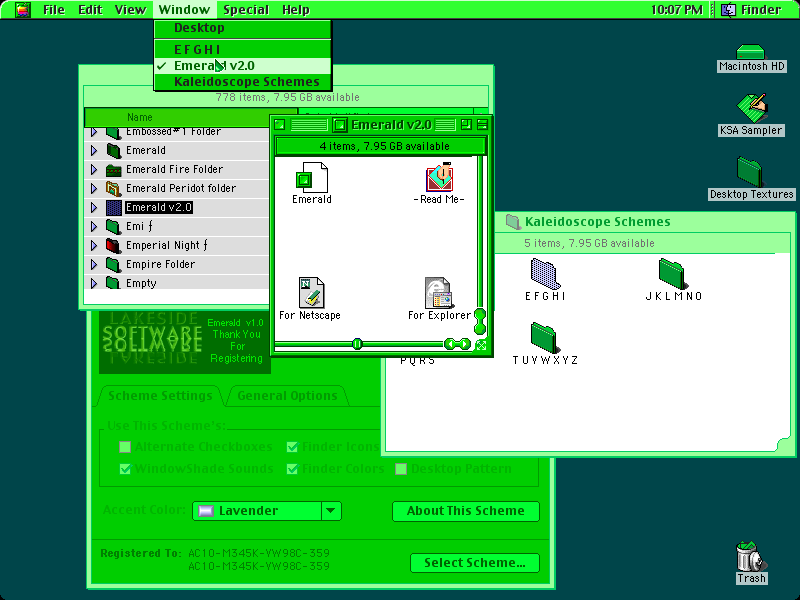 File Edit View Window Special Help 10:07 PM Finder
Desktop
E F G H I
Emerald v2.0
Kaleidoscope Schemes
778 items, 7.95 GB available
Name
Embossed#1 Folder
Emerald
Emerald Fire Folder
Emerald Peridot folder
Emerald v2.0
Emi ƒ
Emperial Night ƒ
Empire Folder
Empty
Emerald v2.0
4 items, 7.95 GB available
Emerald
-Read Me-
For Netscape
For Explorer
Macintosh HD
KSA Sampler
Desktop Textures
Kaleidoscope Schemes
5 items, 7.95 GB available
E F G H I
J K L M N O
P Q R S
T U V W X Y Z
LAKESIDE
SOFTWARE
Emerald v1.0
Thank You
For
Registering
Scheme Settings
General Options
Use This Scheme's:
Alternate Checkboxes
Finder Icons
WindowShade Sounds
Finder Colors
Desktop Pattern
Accent Color:
Lavender
About This Scheme
Registered To: AC10-M345K-VW98C-359
AC10-M345K-VW98C-359
Select Scheme...
Trash